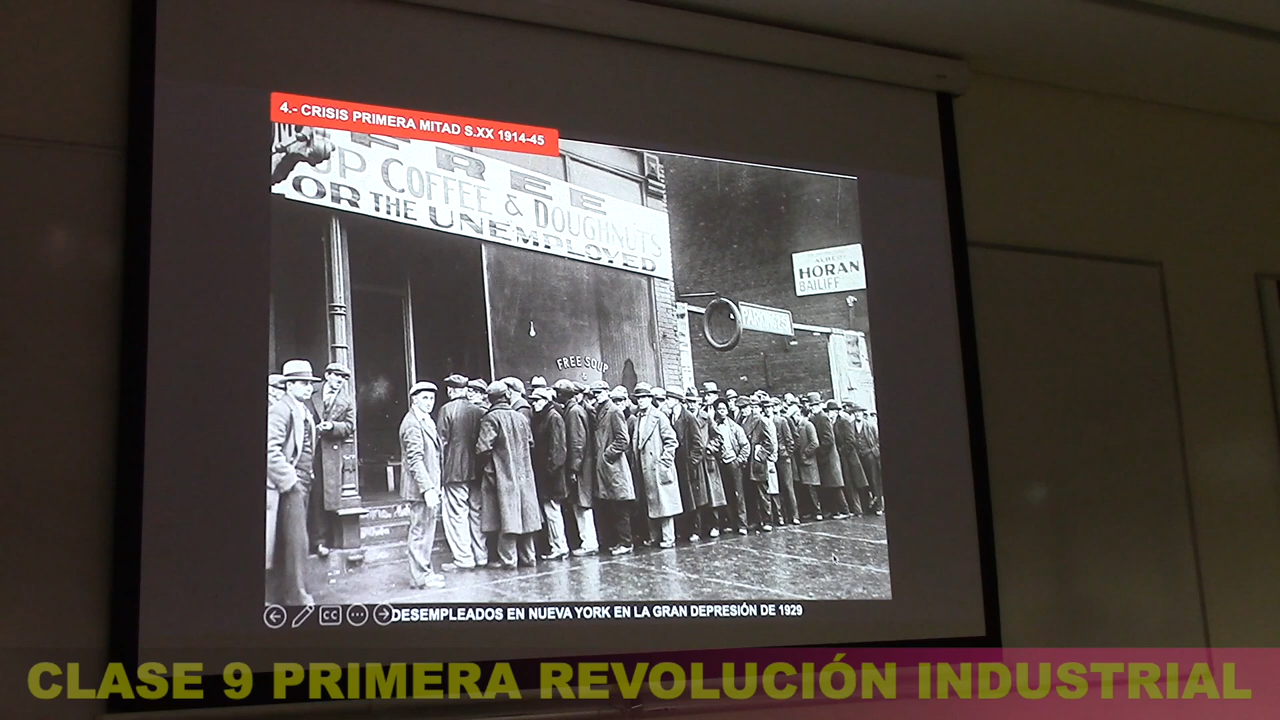 4.- CRISIS PRIMERA MITAD S.XX 1914-45
FREE
COFFEE & DOUGHNUTS
OR THE UNEMPLOYED
HORAN
BAILIFF
FREE SOUP
CC
DESEMPLEADOS EN NUEVA YORK EN LA GRAN DEPRESIÓN DE 1929
CLASE 9 PRIMERA REVOLUCIÓN INDUSTRIAL